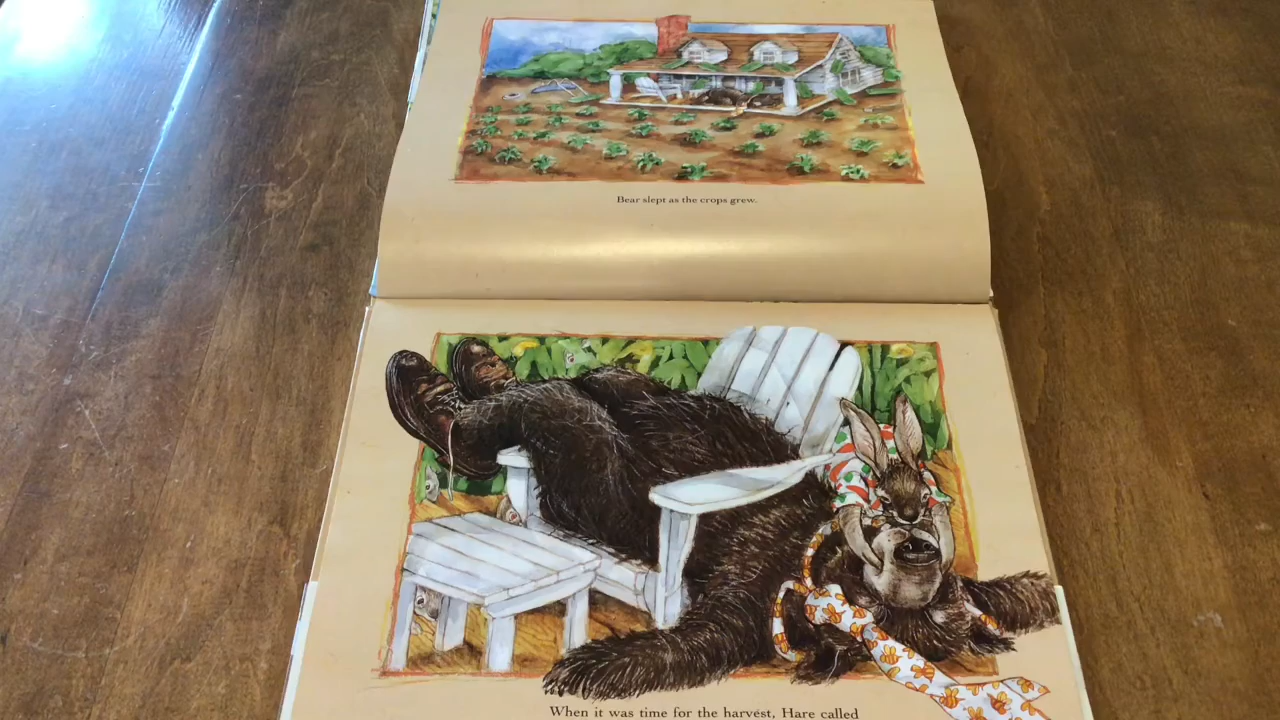 Bear slept as the crops grew.
When it was time for the harvest, Hare called